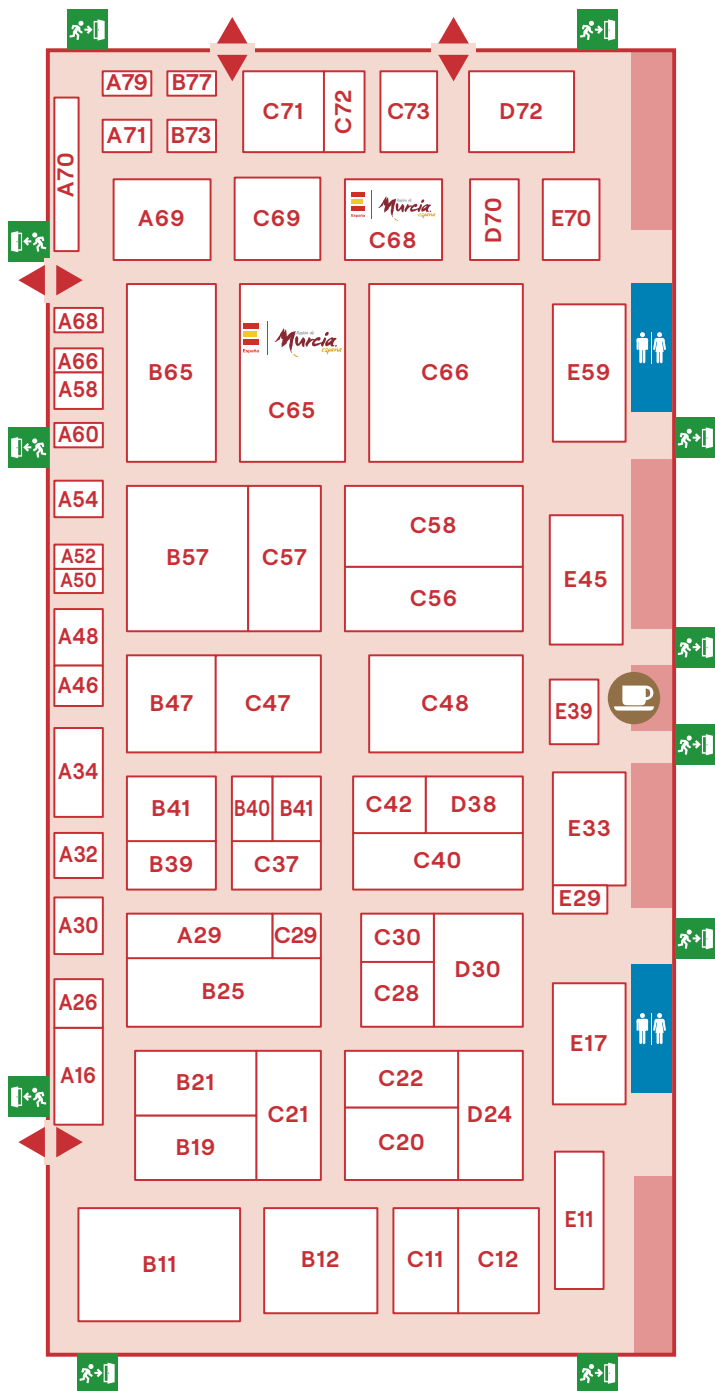 A79
B77
C71
C72
C73
D72
A71
B73
A70
A69
C69
España
Región de
Murcia
España
C68
D70
E70
A68
A66
A58
A60
B65
España
Región de
Murcia
España
C65
C66
E59
A54
A52
A50
A48
A46
B57
C57
C58
C56
E45
B47
C47
C48
E39
A34
A32
B41
B39
B40
B41
C37
C42
D38
C40
E33
E29
A30
A29
C29
B25
C30
C28
D30
A26
A16
E17
B21
B19
C21
C22
C20
D24
B11
B12
C11
C12
E11